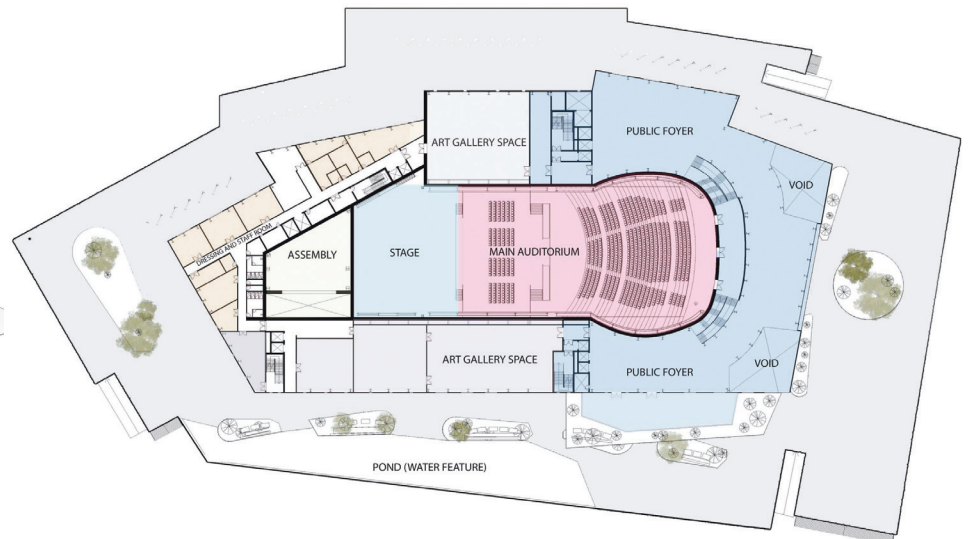 PUBLIC FOYER
ART GALLERY SPACE
VOID
DRESSING AND STAFF ROOM
ASSEMBLY
STAGE
MAIN AUDITORIUM
ART GALLERY SPACE
PUBLIC FOYER
VOID
POND (WATER FEATURE)